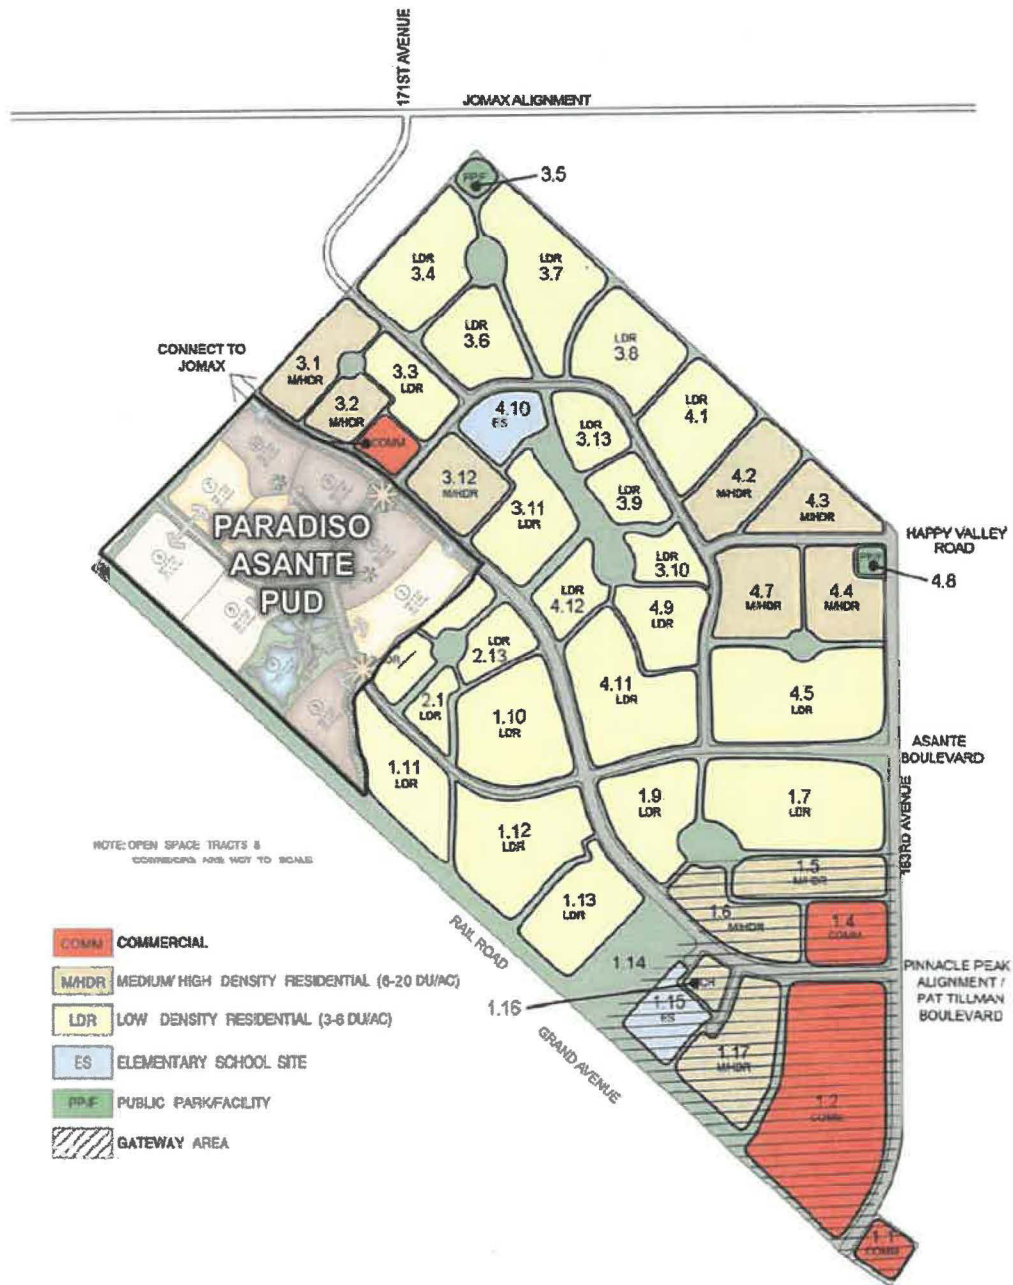 171ST AVENUE
JOMAX ALIGNMENT
PP/F
3.5
LDR
3.4
LDR
3.7
LDR
3.6
LDR
3.8
CONNECT TO
JOMAX
3.1
M/HDR
3.2
M/HDR
3.3
LDR
COMM
4.10
ES
LDR
3.13
LDR
4.1
3.12
M/HDR
3.11
LDR
LDR
3.9
4.2
M/HDR
4.3
M/HDR
HAPPY VALLEY
ROAD
PARADISO
ASANTE
PUD
LDR
3.10
LDR
4.12
4.9
LDR
4.7
M/HDR
4.4
M/HDR
PP/F
4.8
LDR
2.13
2.1
LDR
1.10
LDR
4.11
LDR
4.5
LDR
ASANTE
BOULEVARD
1.11
LDR
1.9
LDR
1.7
LDR
163RD AVENUE
1.12
LDR
1.13
LDR
1.5
M/HDR
1.6
M/HDR
1.4
COMM
NOTE: OPEN SPACE TRACTS &
CORRIDORS ARE NOT TO SCALE
RAIL ROAD
GRAND AVENUE
1.14
1.16
CH
1.15
ES
1.17
M/HDR
1.2
COMM
1.1
COMM
PINNACLE PEAK
ALIGNMENT /
PAT TILLMAN
BOULEVARD
COMM COMMERCIAL
M/HDR MEDIUM/HIGH DENSITY RESIDENTIAL (6-20 DU/AC)
LDR LOW DENSITY RESIDENTIAL (3-6 DU/AC)
ES ELEMENTARY SCHOOL SITE
PP/F PUBLIC PARK/FACILITY
GATEWAY AREA